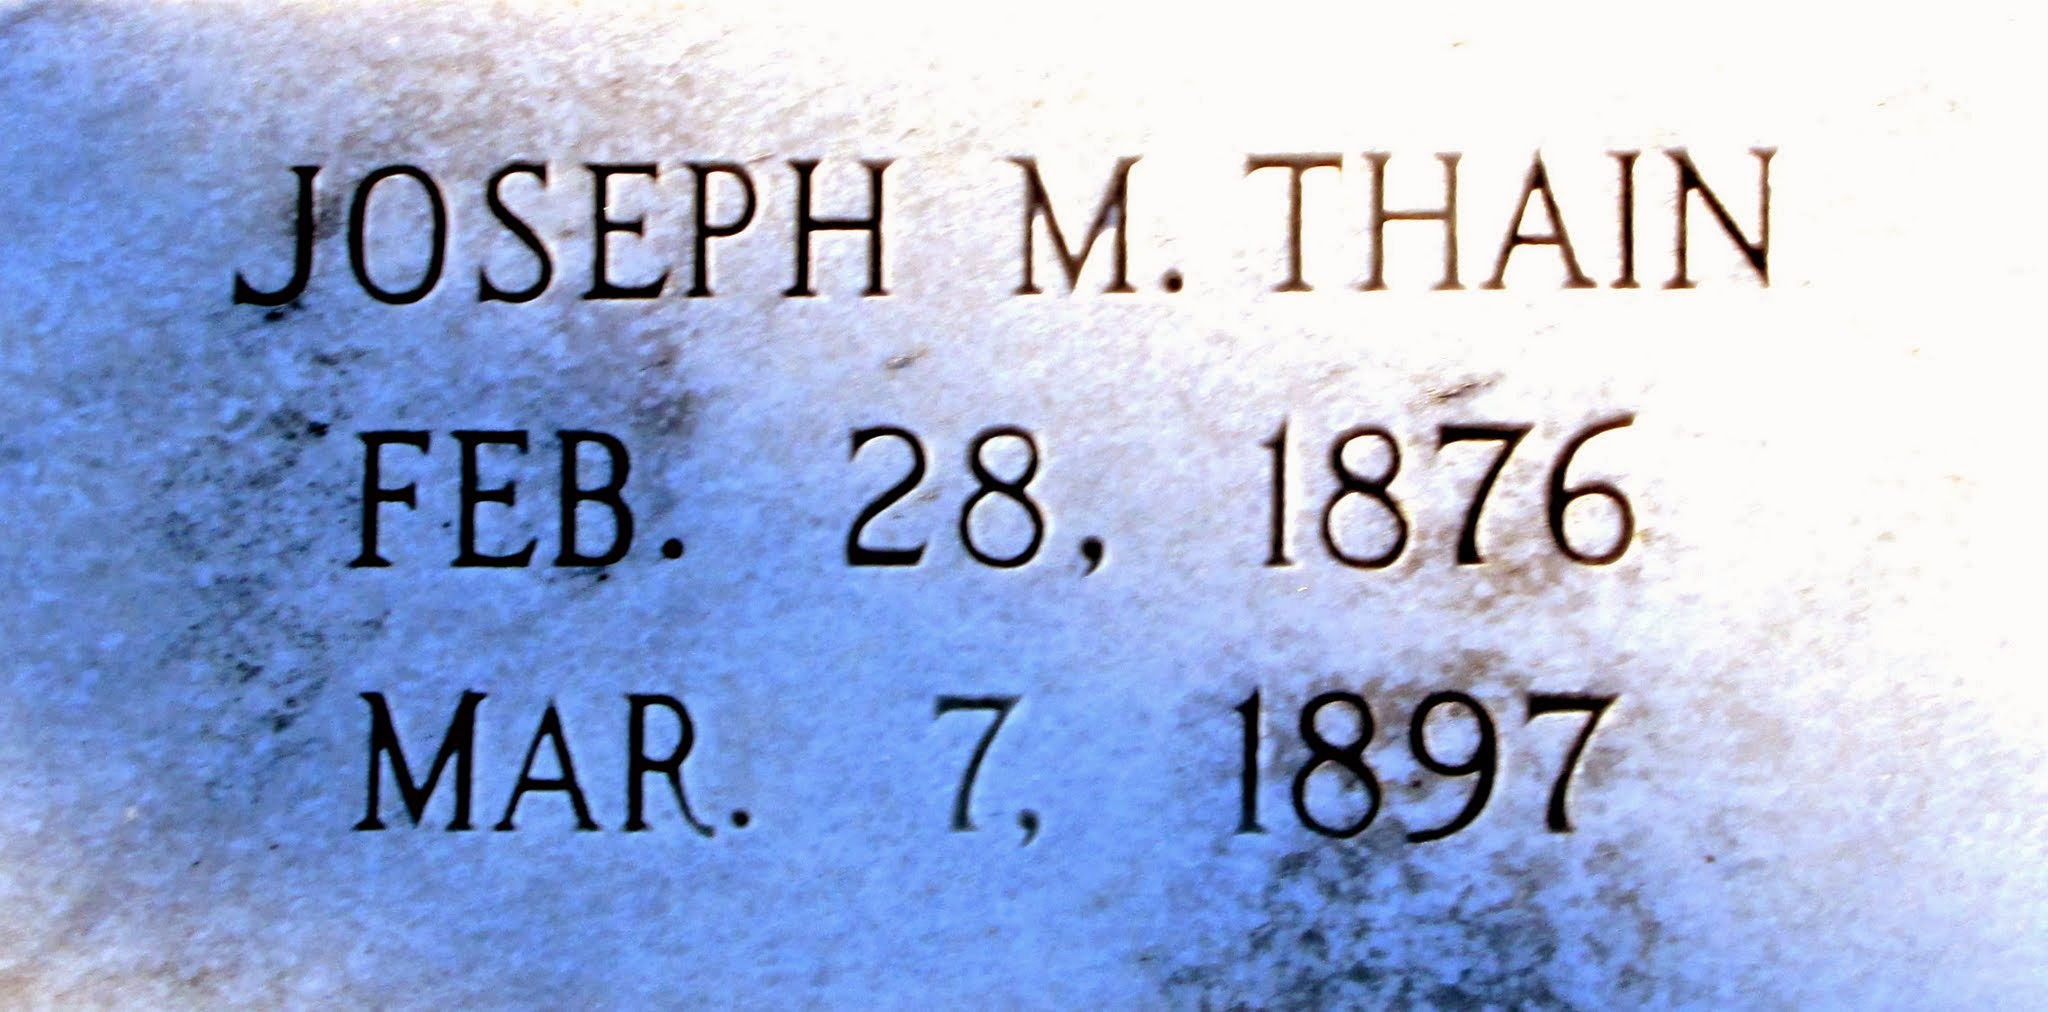 JOSEPH M. THAIN
FEB. 28, 1876
MAR. 7, 1897